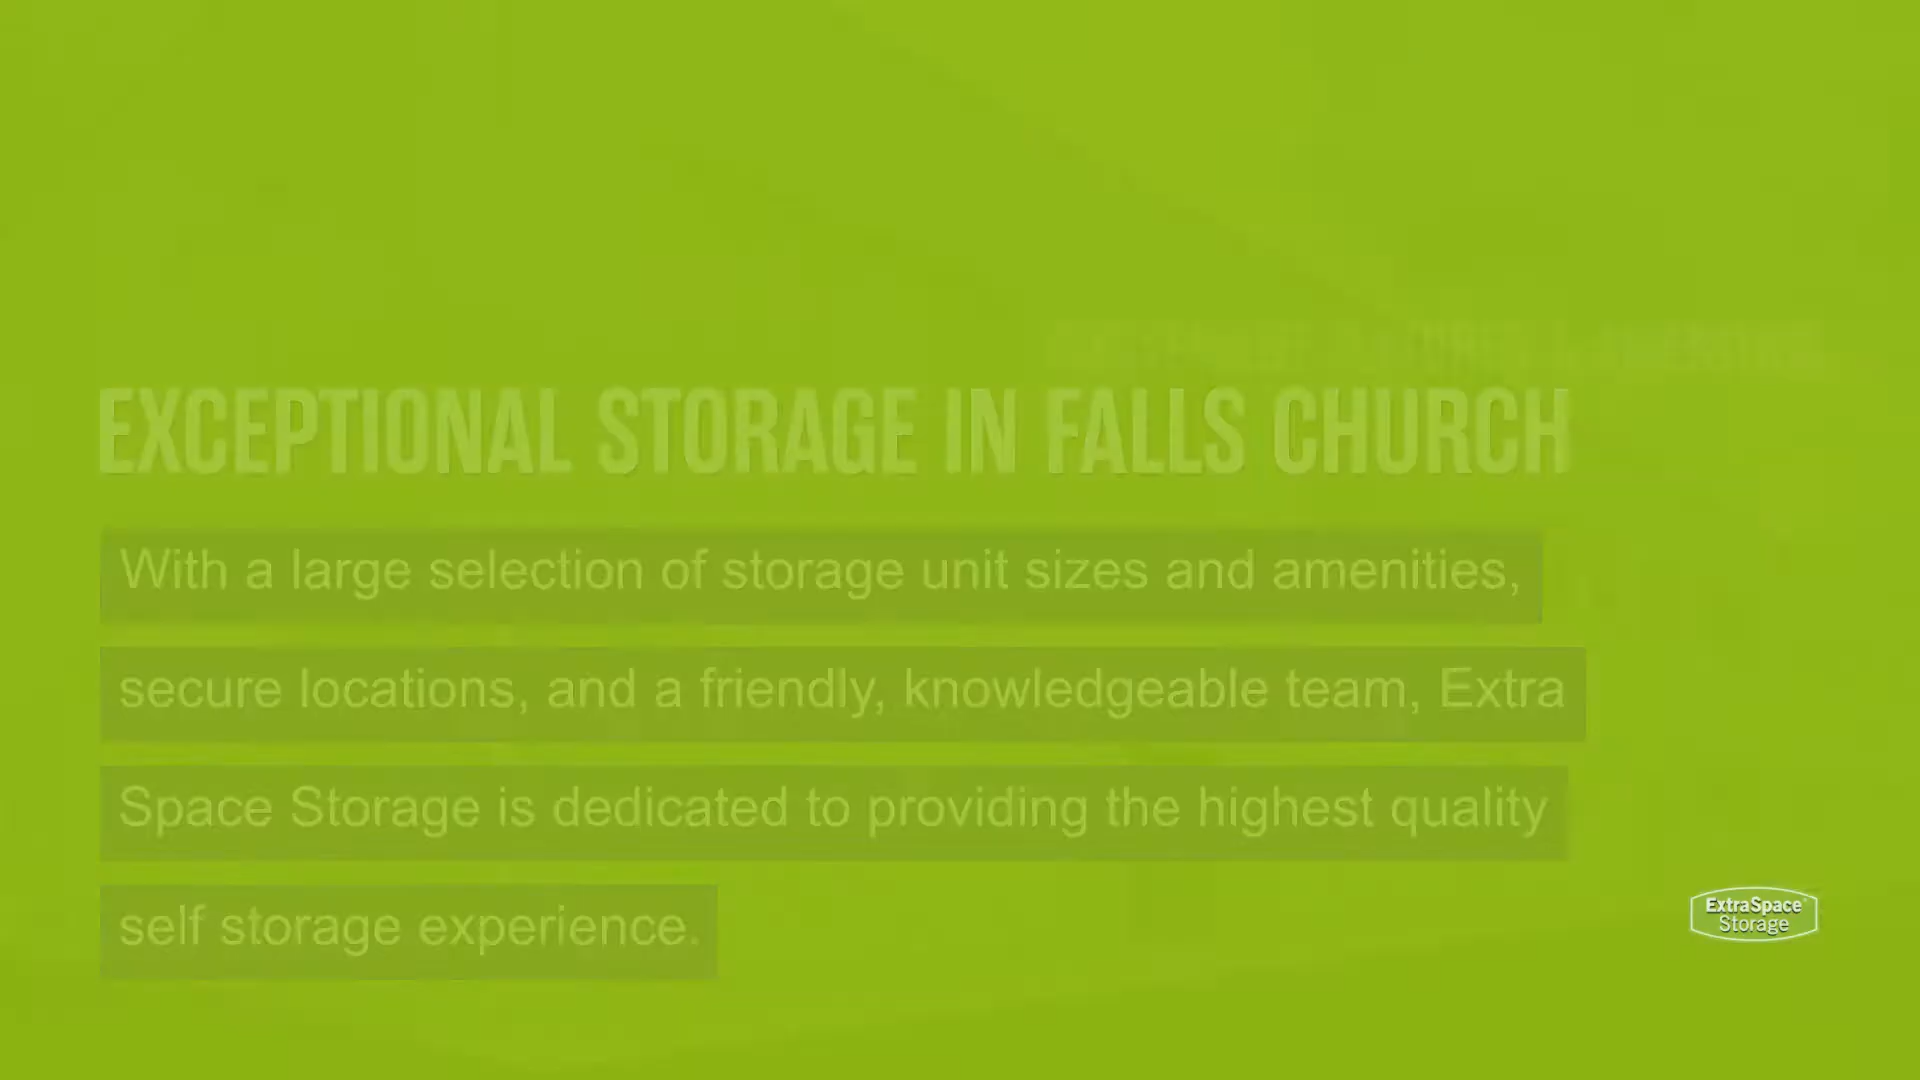 EXCEPTIONAL STORAGE IN FALLS CHURCH
With a large selection of storage unit sizes and amenities,
secure locations, and a friendly, knowledgeable team, Extra
Space Storage is dedicated to providing the highest quality
self storage experience.
ExtraSpace
Storage